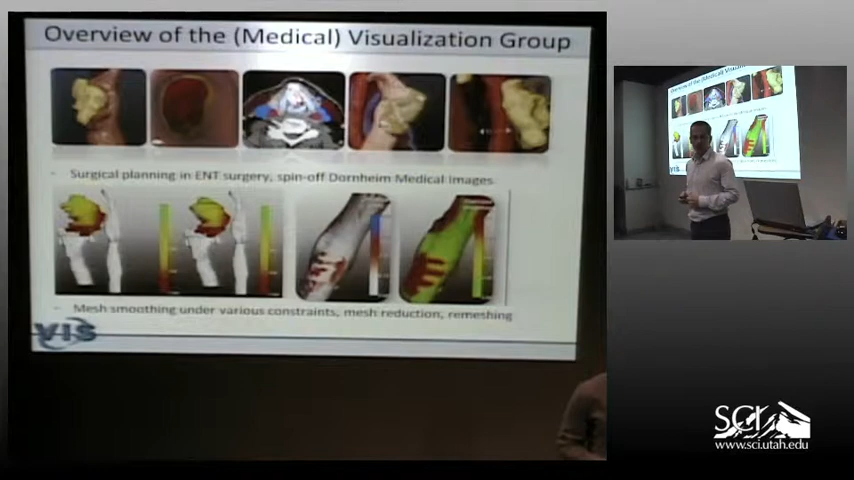 Overview of the (Medical) Visualization Group
- Surgical planning in ENT surgery, spin-off Dornheim Medical Images
- Mesh smoothing under various constraints, mesh reduction, remeshing
VIS
SCI
www.sci.utah.edu